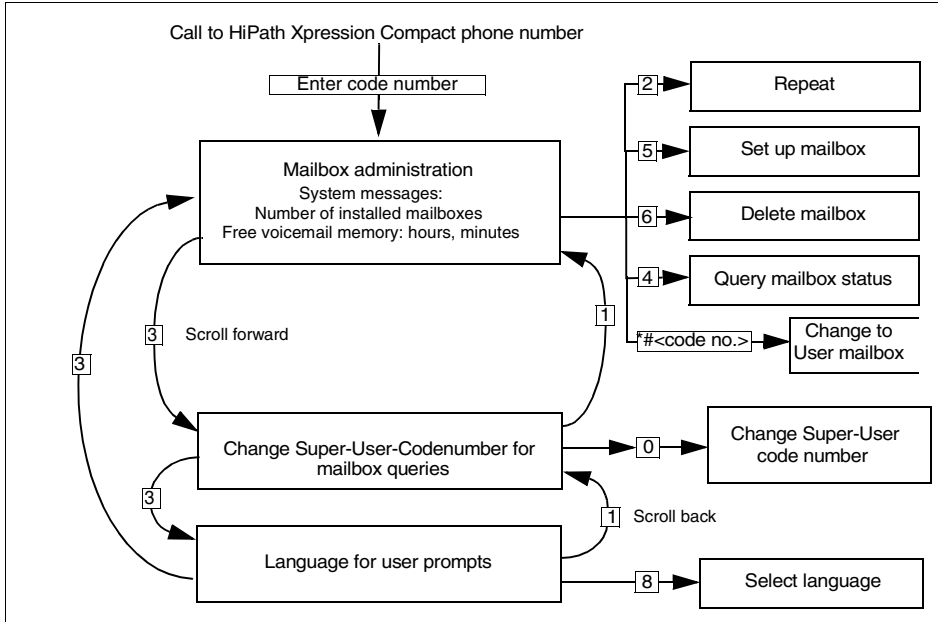 Call to HiPath Xpression Compact phone number
Enter code number
Mailbox administration
System messages:
Number of installed mailboxes
Free voicemail memory: hours, minutes
2
Repeat
5
Set up mailbox
6
Delete mailbox
4
Query mailbox status
*#<code no.>
Change to
User mailbox
3
Scroll forward
1
3
Change Super-User-Codenumber for
mailbox queries
0
Change Super-User
code number
3
1
Scroll back
Language for user prompts
8
Select language